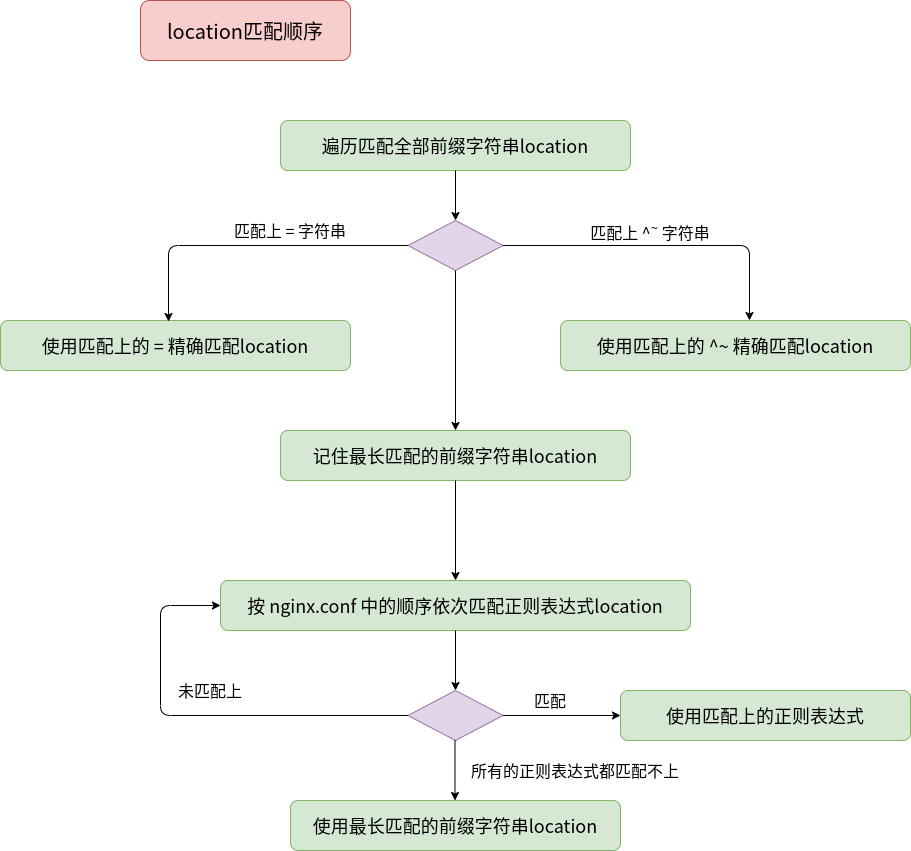 location匹配顺序
遍历匹配全部前缀字符串location
匹配上 = 字符串
匹配上 ^~ 字符串
使用匹配上的 = 精确匹配location
使用匹配上的 ^~ 精确匹配location
记住最长匹配的前缀字符串location
按 nginx.conf 中的顺序依次匹配正则表达式location
未匹配上
匹配
使用匹配上的正则表达式
所有的正则表达式都匹配不上
使用最长匹配的前缀字符串location